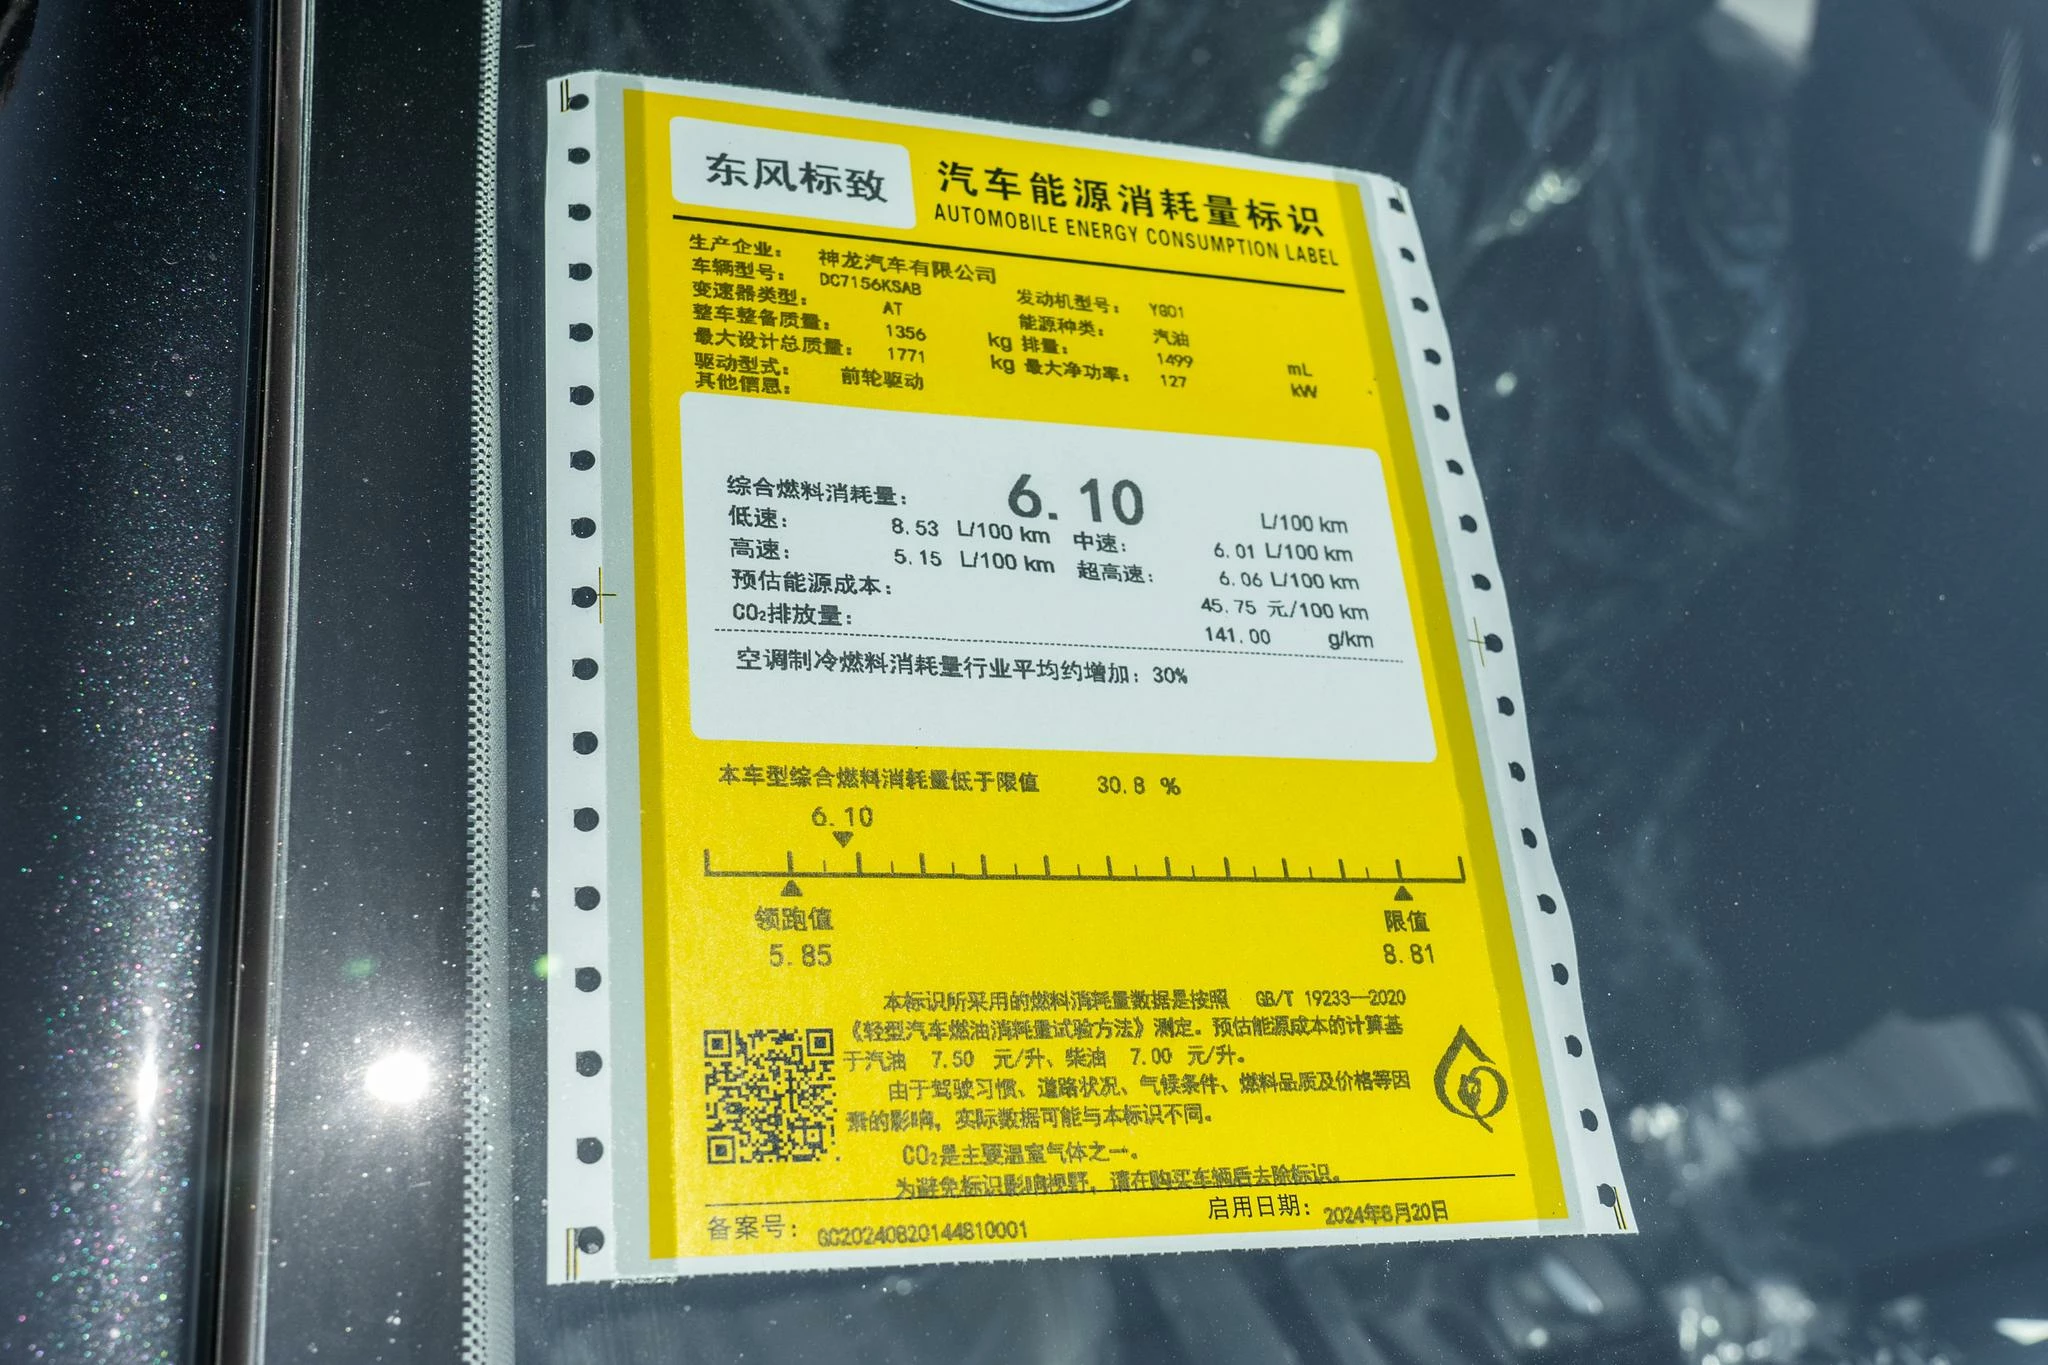 东风标致
汽车能源消耗量标识
AUTOMOBILE ENERGY CONSUMPTION LABEL
生产企业： 神龙汽车有限公司
车辆型号： DC7156KSAB 发动机型号： YG01
变速器类型： AT 能源种类： 汽油
整车整备质量： 1356 kg 排量： 1499 mL
最大设计总质量： 1771 kg 最大净功率： 127 kW
驱动型式： 前轮驱动
其他信息：
综合燃料消耗量： 6.10 L/100 km
低速： 8.53 L/100 km 中速： 6.01 L/100 km
高速： 5.15 L/100 km 超高速： 6.06 L/100 km
预估能源成本： 45.75 元/100 km
CO₂排放量： 141.00 g/km
空调制冷燃料消耗量行业平均约增加：30%
本车型综合燃料消耗量低于限值 30.8 %
6.10
领跑值 限值
5.85 8.81
本标识所采用的燃料消耗量数据是按照 GB/T 19233—2020
《轻型汽车燃油消耗量试验方法》测定。预估能源成本的计算基
于汽油 7.50 元/升、柴油 7.00 元/升。
由于驾驶习惯、道路状况、气候条件、燃料品质及价格等因
素的影响，实际数据可能与本标识不同。
CO₂是主要温室气体之一。
为避免标识影响视野，请在购买车辆后去除标识。
备案号： GC20240820144810001 启用日期： 2024年8月20日